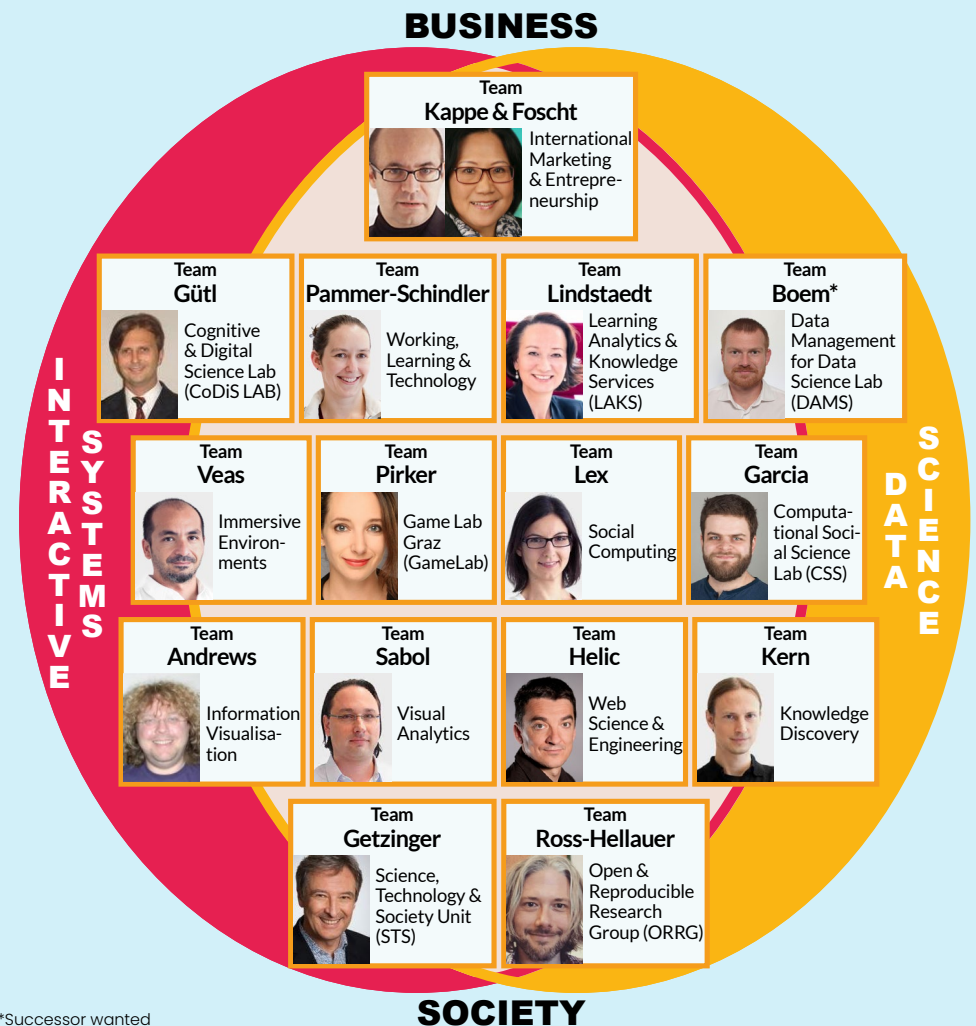 BUSINESS
Team
Kappe & Foscht
International
Marketing
& Entrepre-
neurship
Team
Gütl
Cognitive
& Digital
Science Lab
(CoDiS LAB)
Team
Pammer-Schindler
Working,
Learning &
Technology
Team
Lindstaedt
Learning
Analytics &
Knowledge
Services
(LAKS)
Team
Boem*
Data
Management
for Data
Science Lab
(DAMS)
INTERACTIVE
SYSTEMS
Team
Veas
Immersive
Environ-
ments
Team
Pirker
Game Lab
Graz
(GameLab)
Team
Lex
Social
Computing
Team
Garcia
Computa-
tional Soci-
al Science
Lab (CSS)
DATA
SCIENCE
Team
Andrews
Information
Visualisa-
tion
Team
Sabol
Visual
Analytics
Team
Helic
Web
Science &
Engineering
Team
Kern
Knowledge
Discovery
Team
Getzinger
Science,
Technology &
Society Unit
(STS)
Team
Ross-Hellauer
Open &
Reproducible
Research
Group (ORRG)
SOCIETY
*Successor wanted